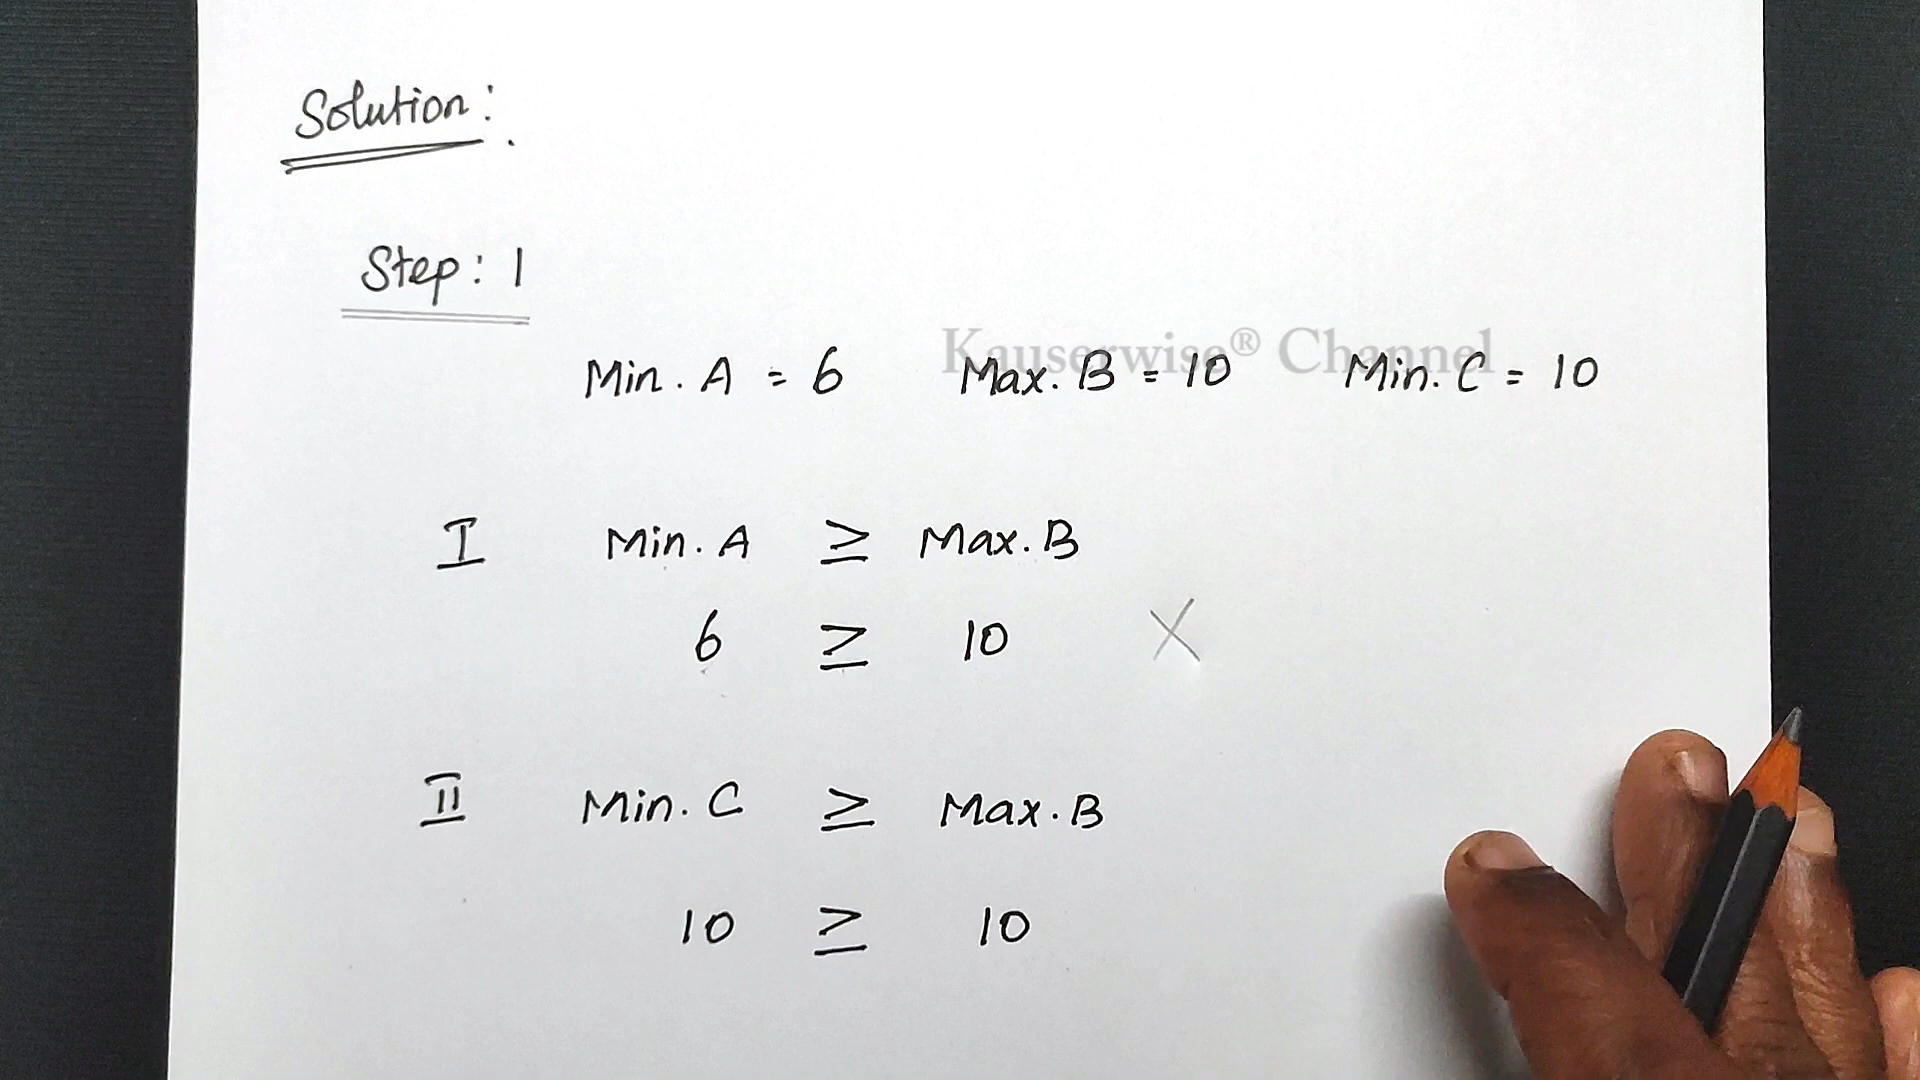 Solution:
Step: 1
Kauserwise® Channel
Min. A = 6 Max. B = 10 Min. C = 10
I Min. A ≥ Max. B
6 ≥ 10 X
II Min. C ≥ Max. B
10 ≥ 10